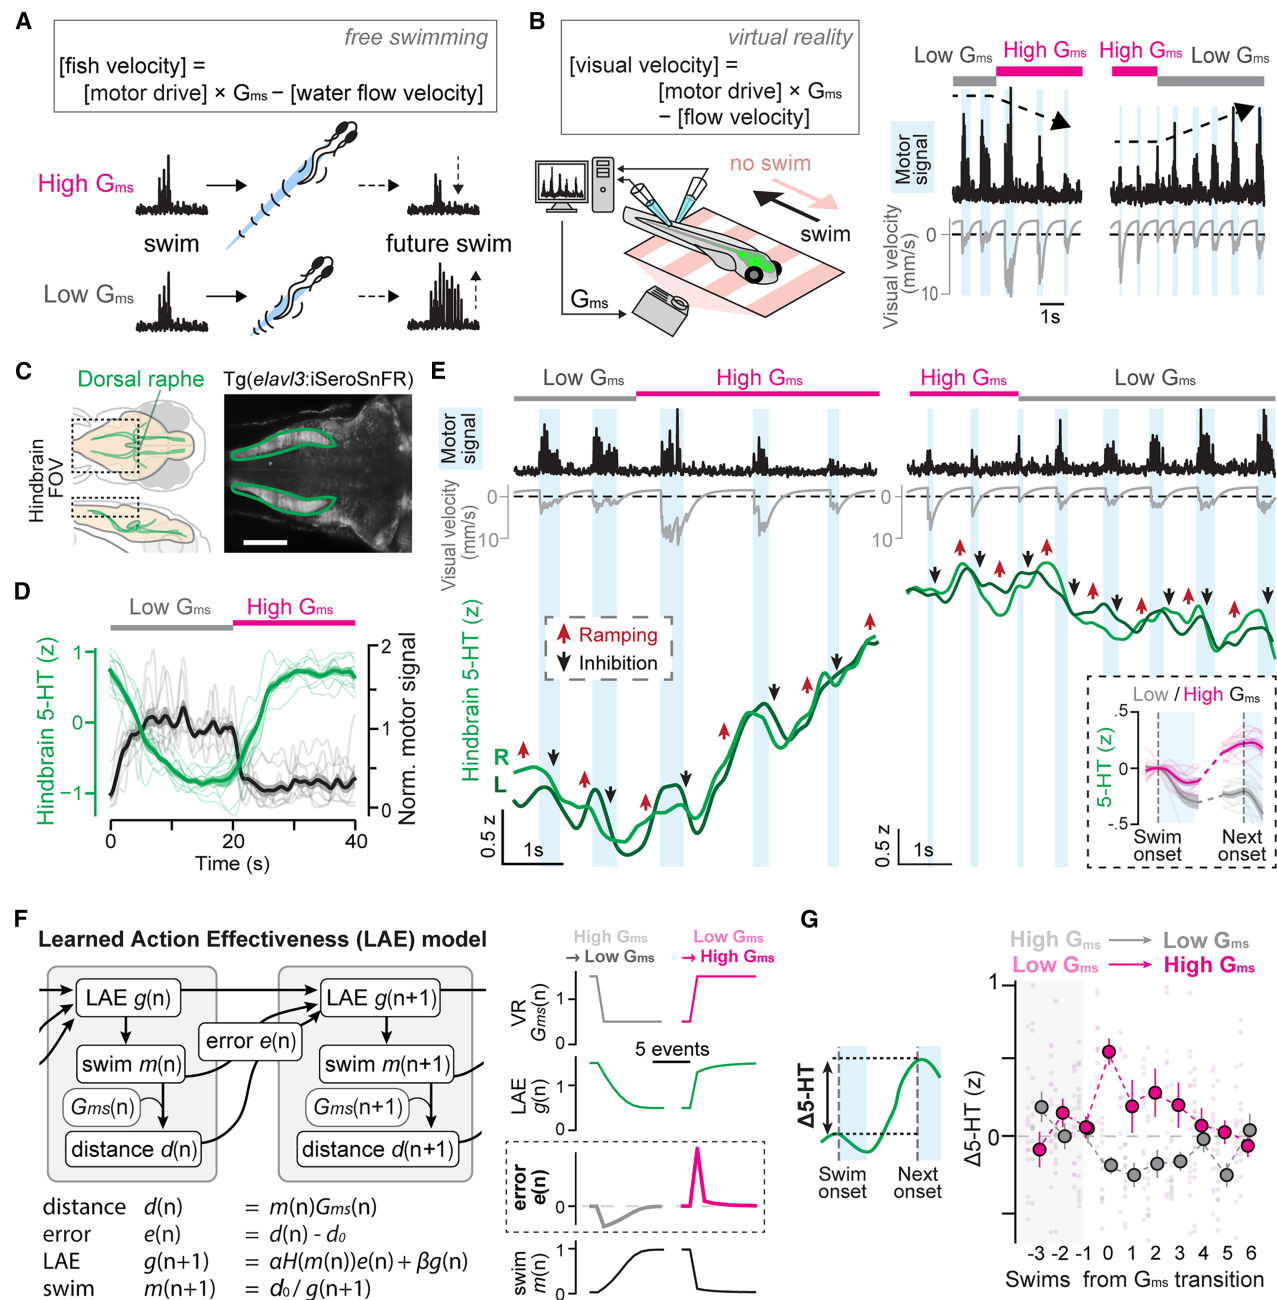 A
free swimming
[fish velocity] =
[motor drive] × Gms − [water flow velocity]
High Gms
swim
future swim
Low Gms
B
virtual reality
[visual velocity] =
[motor drive] × Gms
− [flow velocity]
no swim
swim
Gms
Low Gms
High Gms
High Gms
Low Gms
Motor
signal
Visual velocity
(mm/s)
0
10
1s
C
Dorsal raphe
Hindbrain
FOV
Tg(elavl3:iSeroSnFR)
D
Low Gms
High Gms
Hindbrain 5-HT (z)
1
0
−1
Norm. motor signal
2
1
0
0
20
40
Time (s)
E
Low Gms
High Gms
High Gms
Low Gms
Motor
signal
Visual velocity
(mm/s)
0
10
0
10
Hindbrain 5-HT (z)
Ramping
Inhibition
R
L
0.5 z
1s
0.5 z
1s
Low / High Gms
5-HT (z)
.5
0
-.5
Swim
onset
Next
onset
F
Learned Action Effectiveness (LAE) model
LAE g(n)
LAE g(n+1)
error e(n)
swim m(n)
swim m(n+1)
Gms(n)
Gms(n+1)
distance d(n)
distance d(n+1)
distance d(n) = m(n)Gms(n)
error e(n) = d(n) - d0
LAE g(n+1) = aH(m(n))e(n) + βg(n)
swim m(n+1) = d0 / g(n+1)
High Gms
→ Low Gms
Low Gms
→ High Gms
VR
Gms(n)
1
0
5 events
LAE
g(n)
1
0
error
e(n)
0
swim
m(n)
1
0
G
High Gms → Low Gms
Low Gms → High Gms
Δ5-HT
Swim
onset
Next
onset
Δ5-HT (z)
1
0
-3 -2 -1 0 1 2 3 4 5 6
Swims from Gms transition